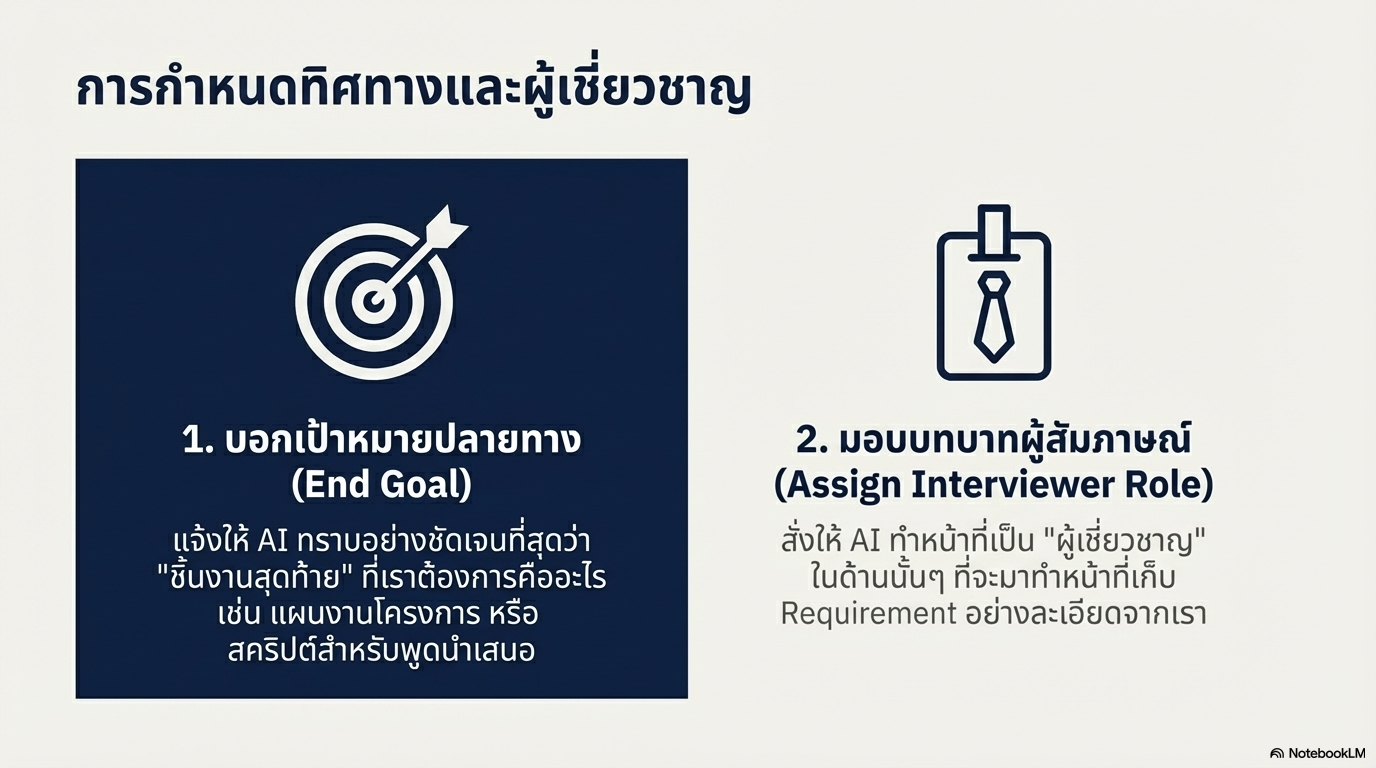 การกำหนดทิศทางและผู้เชี่ยวชาญ
1. บอกเป้าหมายปลายทาง
(End Goal)
แจ้งให้ AI ทราบอย่างชัดเจนที่สุดว่า
"ชิ้นงานสุดท้าย" ที่เราต้องการคืออะไร
เช่น แผนงานโครงการ หรือ
สคริปต์สำหรับพูดนำเสนอ
2. มอบบทบาทผู้สัมภาษณ์
(Assign Interviewer Role)
สั่งให้ AI ทำหน้าที่เป็น "ผู้เชี่ยวชาญ"
ในด้านนั้นๆ ที่จะมาทำหน้าที่เก็บ
Requirement อย่างละเอียดจากเรา
NotebookLM